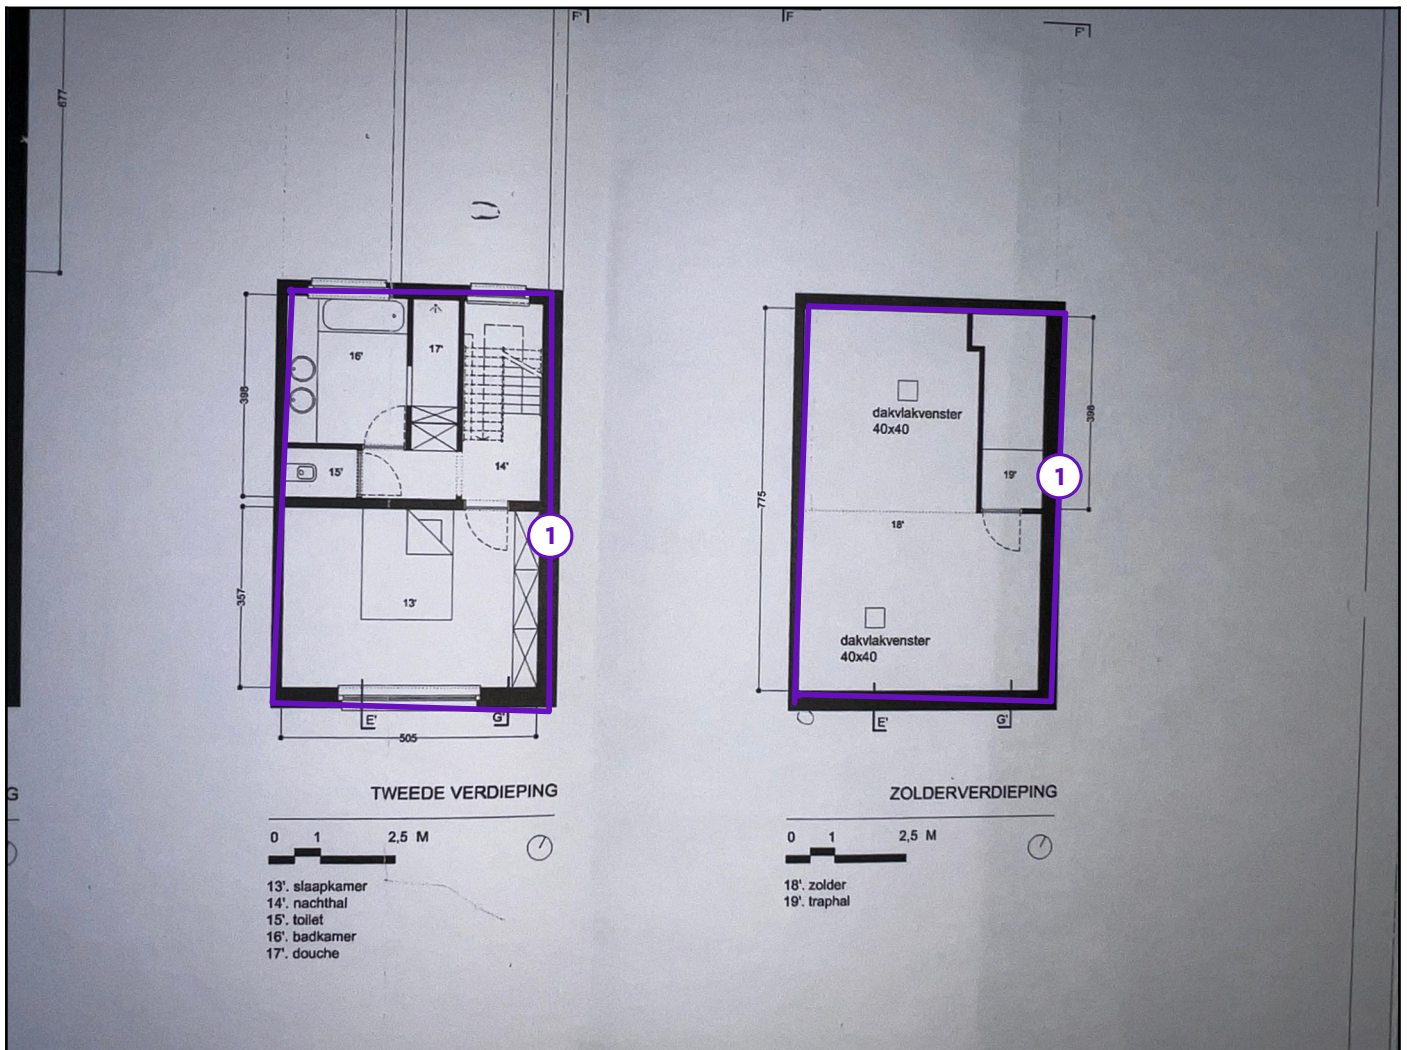 F'
F
F'
677
398
16'
17'
15'
14'
357
13'
1
E'
G'
505
775
dakvlakvenster
40x40
398
19'
1
18'
dakvlakvenster
40x40
E'
G'
G
TWEEDE VERDIEPING
0 1 2,5 M
13'. slaapkamer
14'. nachthal
15'. toilet
16'. badkamer
17'. douche
ZOLDERVERDIEPING
0 1 2,5 M
18'. zolder
19'. traphal